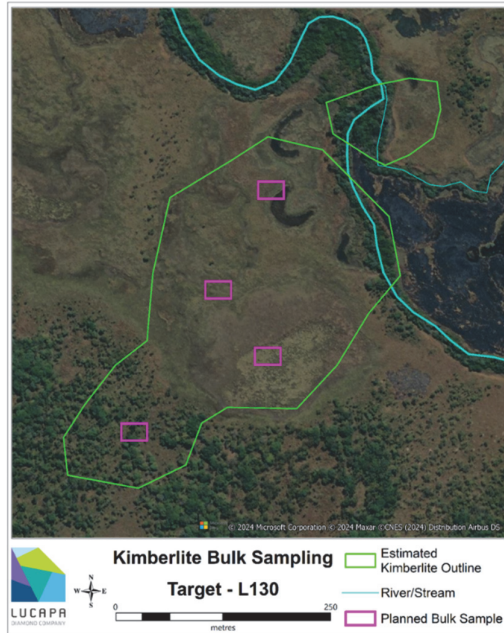 © 2024 Microsoft Corporation © 2024 Maxar © CNES (2024) Distribution Airbus DS
Kimberlite Bulk Sampling
Target - L130
N
W E
S
0 250
metres
LUCAPA
DIAMOND COMPANY
Estimated
Kimberlite Outline
River/Stream
Planned Bulk Sample